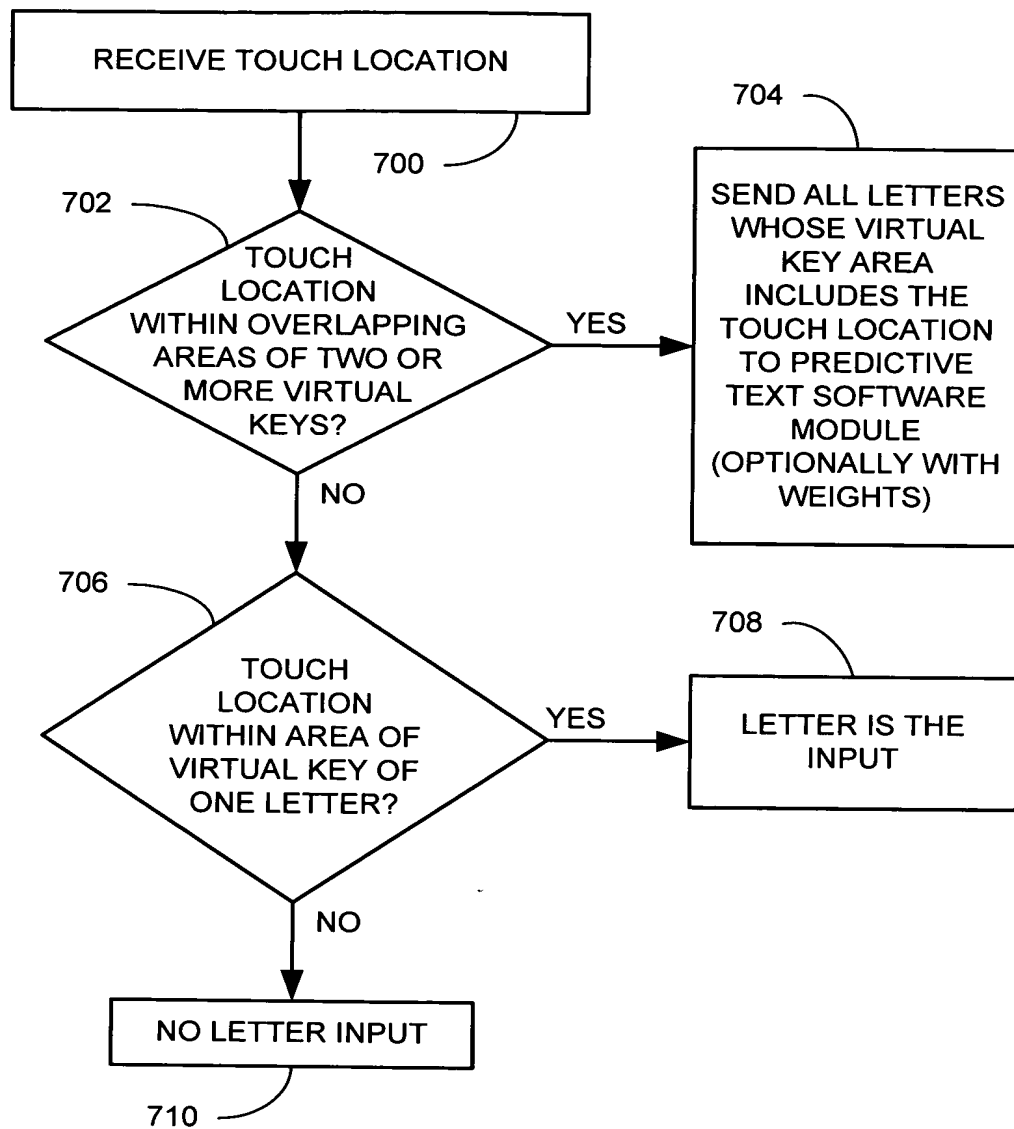 RECEIVE TOUCH LOCATION
700
702
TOUCH
LOCATION
WITHIN OVERLAPPING
AREAS OF TWO OR
MORE VIRTUAL
KEYS?
YES
704
SEND ALL LETTERS
WHOSE VIRTUAL
KEY AREA
INCLUDES THE
TOUCH LOCATION
TO PREDICTIVE
TEXT SOFTWARE
MODULE
(OPTIONALLY WITH
WEIGHTS)
NO
706
TOUCH
LOCATION
WITHIN AREA OF
VIRTUAL KEY OF
ONE LETTER?
YES
708
LETTER IS THE
INPUT
NO
NO LETTER INPUT
710